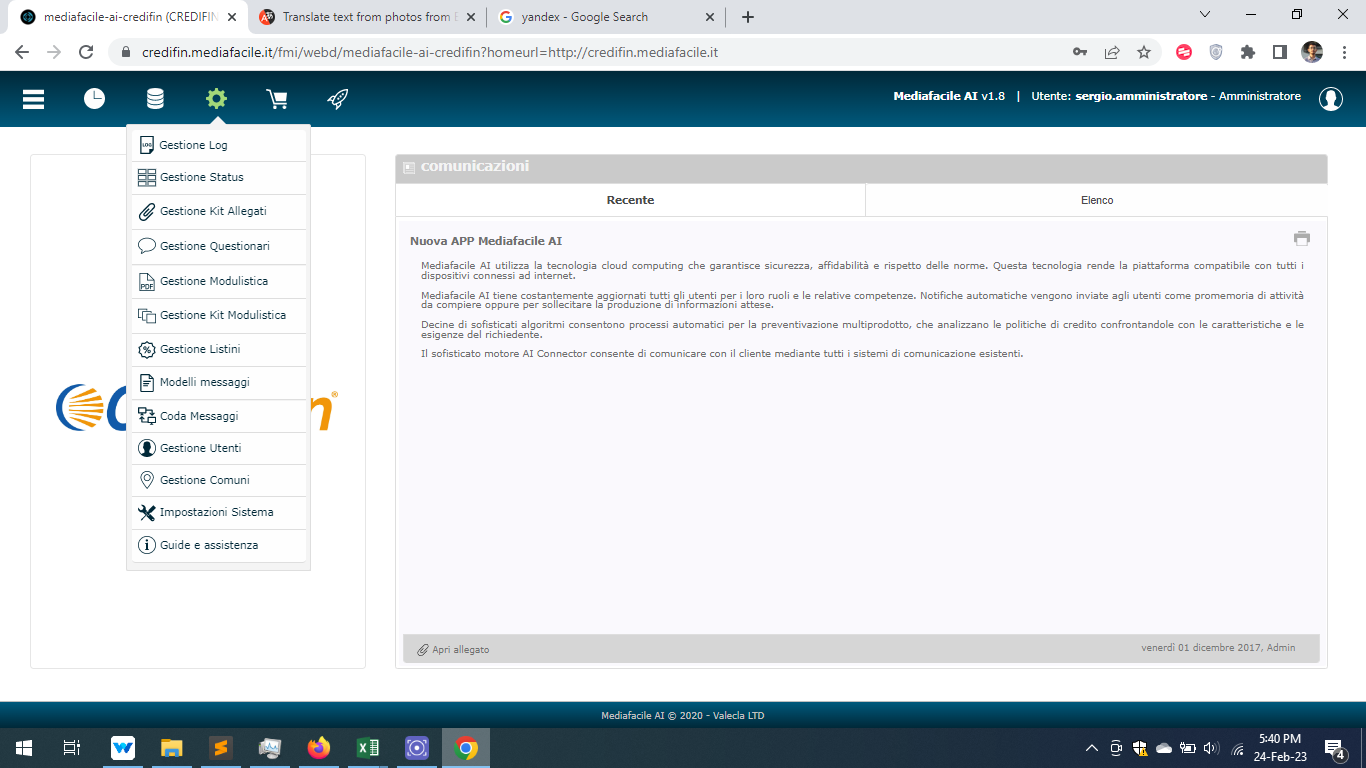 mediafacile-ai-credifin (CREDIFIN
Translate text from photos from E
yandex - Google Search
credifin.mediafacile.it/fmi/webd/mediafacile-ai-credifin?homeurl=http://credifin.mediafacile.it
Mediafacile AI v1.8 | Utente: sergio.amministratore - Amministratore
LOG Gestione Log
Gestione Status
Gestione Kit Allegati
Gestione Questionari
PDF Gestione Modulistica
Gestione Kit Modulistica
Gestione Listini
Modelli messaggi
Coda Messaggi
Gestione Utenti
Gestione Comuni
Impostazioni Sistema
Guide e assistenza
comunicazioni
Recente
Elenco
Nuova APP Mediafacile AI
Mediafacile AI utilizza la tecnologia cloud computing che garantisce sicurezza, affidabilità e rispetto delle norme. Questa tecnologia rende la piattaforma compatibile con tutti i
dispositivi connessi ad internet.
Mediafacile AI tiene costantemente aggiornati tutti gli utenti per i loro ruoli e le relative competenze. Notifiche automatiche vengono inviate agli utenti come promemoria di attività
da compiere oppure per sollecitare la produzione di informazioni attese.
Decine di sofisticati algoritmi consentono processi automatici per la preventivazione multiprodotto, che analizzano le politiche di credito confrontandole con le caratteristiche e le
esigenze del richiedente.
Il sofisticato motore AI Connector consente di comunicare con il cliente mediante tutti i sistemi di comunicazione esistenti.
Apri allegato
venerdì 01 dicembre 2017, Admin
Mediafacile AI © 2020 - Valecla LTD
5:40 PM
24-Feb-23
4